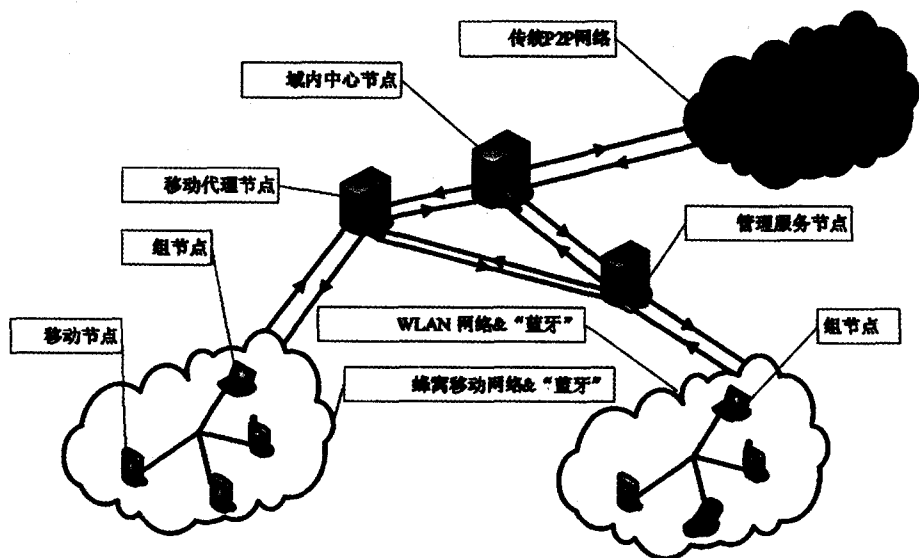 传统P2P网络
域内中心节点
移动代理节点
管理服务节点
组节点
WLAN 网络&“蓝牙”
组节点
移动节点
蜂窝移动网络&“蓝牙”